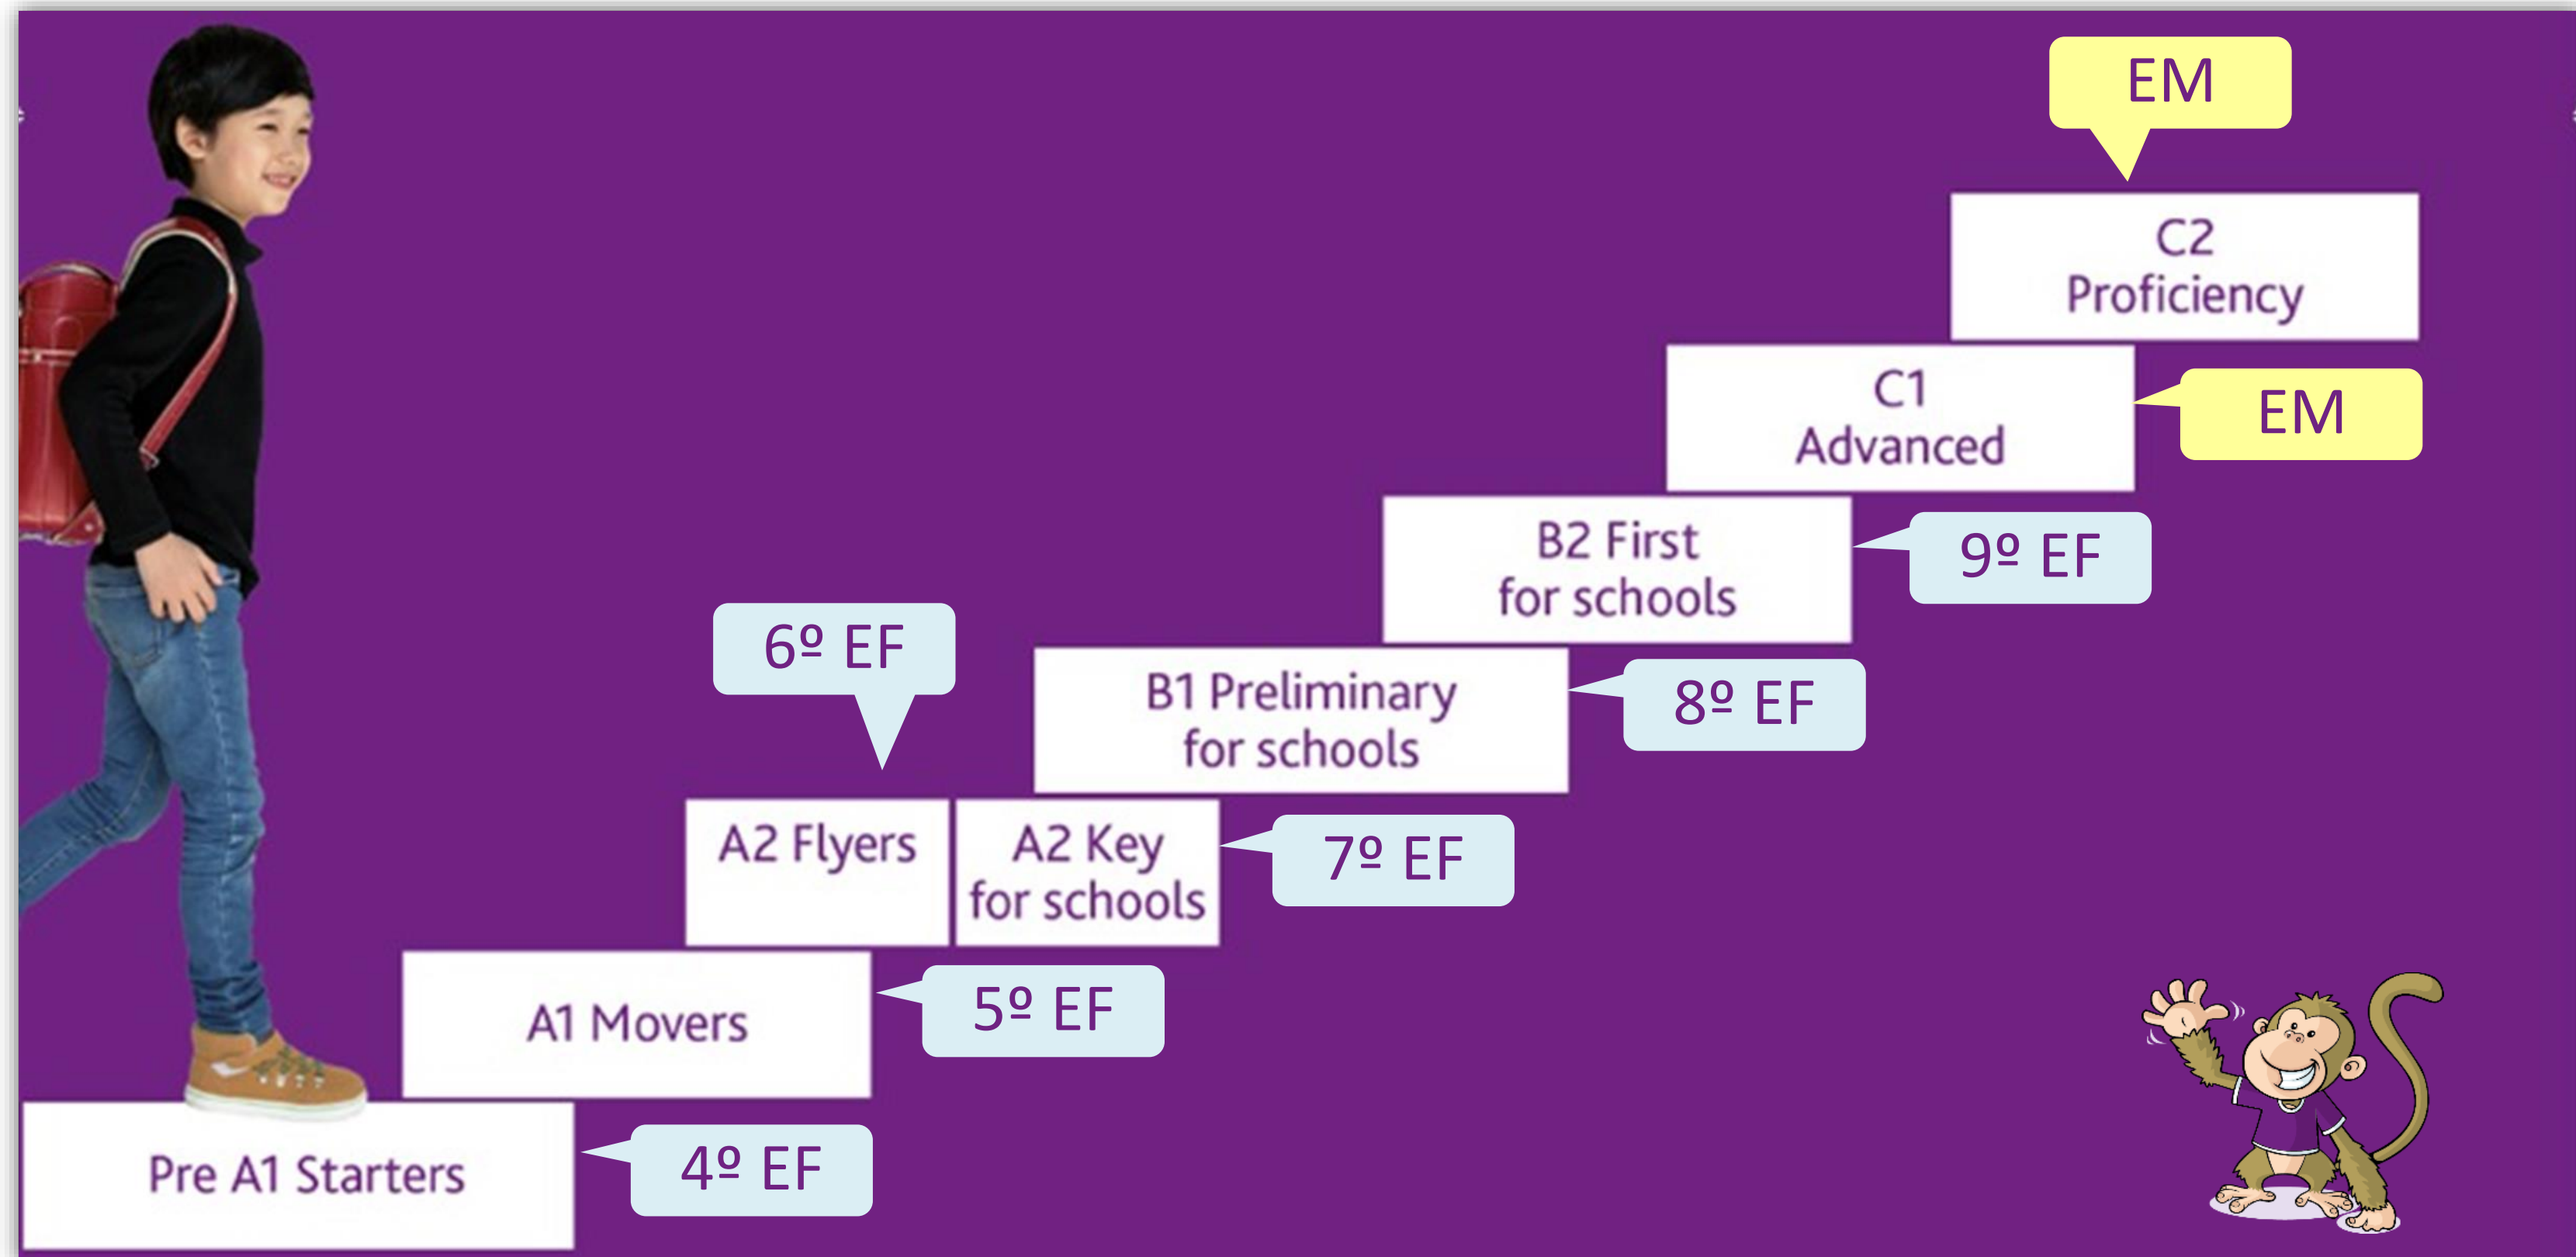 EM
C2
Proficiency
C1
Advanced
EM
B2 First
for schools
9º EF
6º EF
B1 Preliminary
for schools
8º EF
A2 Flyers
A2 Key
for schools
7º EF
A1 Movers
5º EF
Pre A1 Starters
4º EF